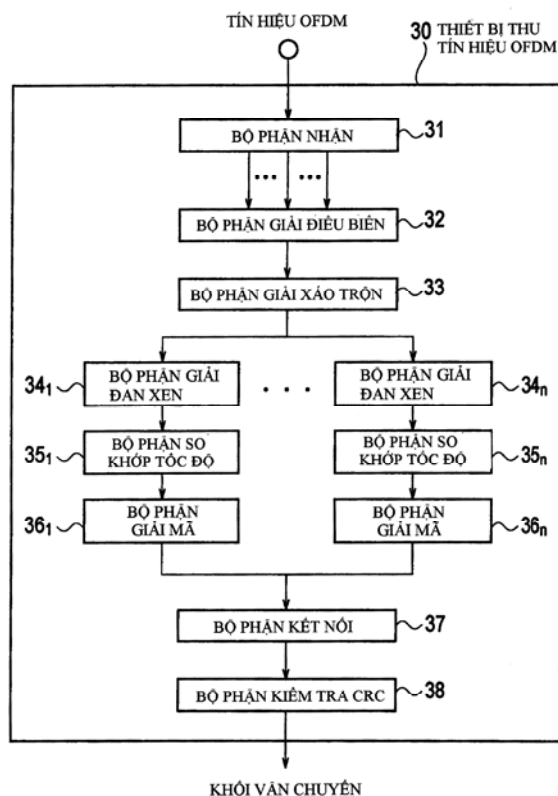 TÍN HIỆU OFDM
30 THIẾT BỊ THU
TÍN HIỆU OFDM
BỘ PHẬN NHẬN
31
BỘ PHẬN GIẢI ĐIỀU BIẾN
32
BỘ PHẬN GIẢI XÁO TRỘN
33
34₁
BỘ PHẬN GIẢI
ĐAN XEN
BỘ PHẬN GIẢI
ĐAN XEN
34ₙ
35₁
BỘ PHẬN SO
KHỚP TỐC ĐỘ
BỘ PHẬN SO
KHỚP TỐC ĐỘ
35ₙ
36₁
BỘ PHẬN
GIẢI MÃ
BỘ PHẬN
GIẢI MÃ
36ₙ
BỘ PHẬN KẾT NỐI
37
BỘ PHẬN KIỂM TRA CRC
38
KHỐI VẬN CHUYỂN